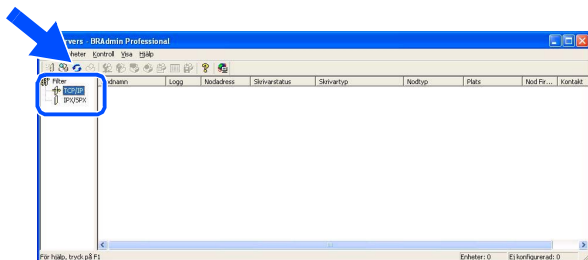 rvers - BRAdmin Professional
heter Kontroll Visa Hjälp
Filter
dnamn Logg Nodadress Skrivarstatus Skrivartyp Nodtyp Plats Nod Fir... Kontakt
TCP/IP
IPX/SPX
För hjälp, tryck på F1 Enheter: 0 Ej konfigurerad: 0